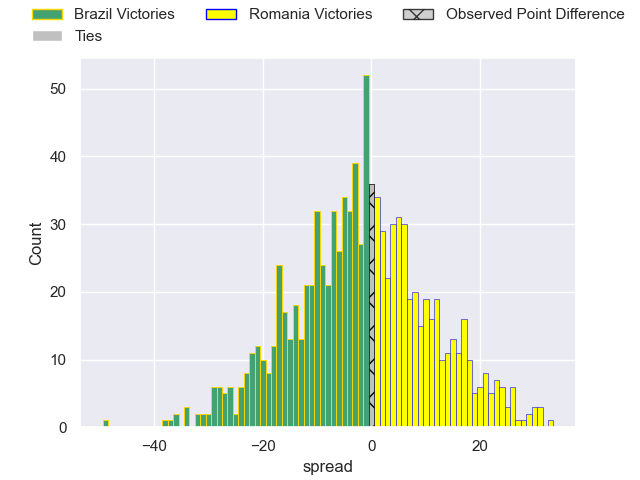 Brazil Victories
Romania Victories
Observed Point Difference
Ties
Count
50
40
30
20
10
0
−40
−20
0
20
spread